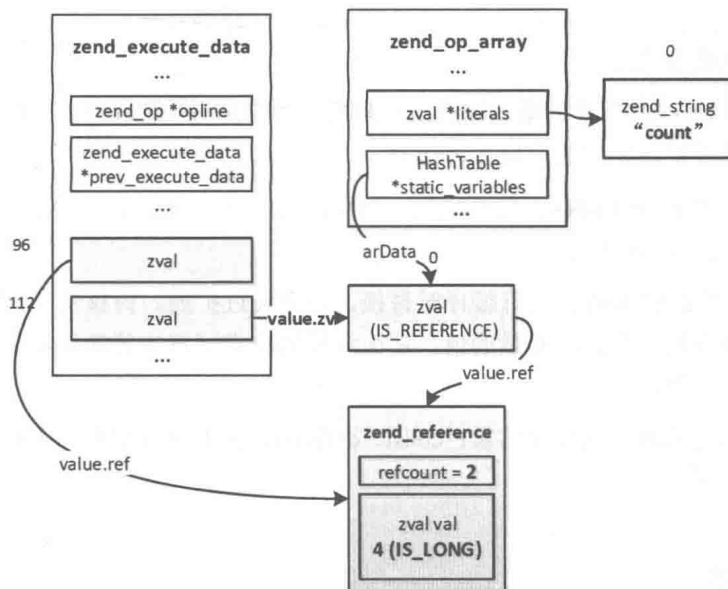 zend_execute_data
...
zend_op *opline
zend_execute_data
*prev_execute_data
...
96
zval
112
zval
...
zend_op_array
...
zval *literals
HashTable
*static_variables
...
0
zend_string
“count”
arData
0
value.zv
zval
(IS_REFERENCE)
value.ref
value.ref
zend_reference
refcount = 2
zval val
4 (IS_LONG)